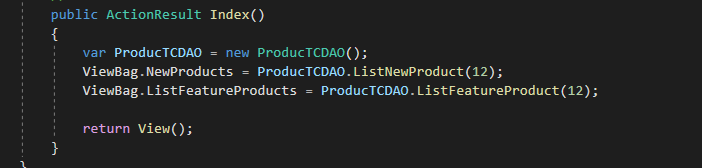 public ActionResult Index()
{
var ProducTCDAO = new ProducTCDAO();
ViewBag.NewProducts = ProducTCDAO.ListNewProduct(12);
ViewBag.ListFeatureProducts = ProducTCDAO.ListFeatureProduct(12);
return View();
}
}